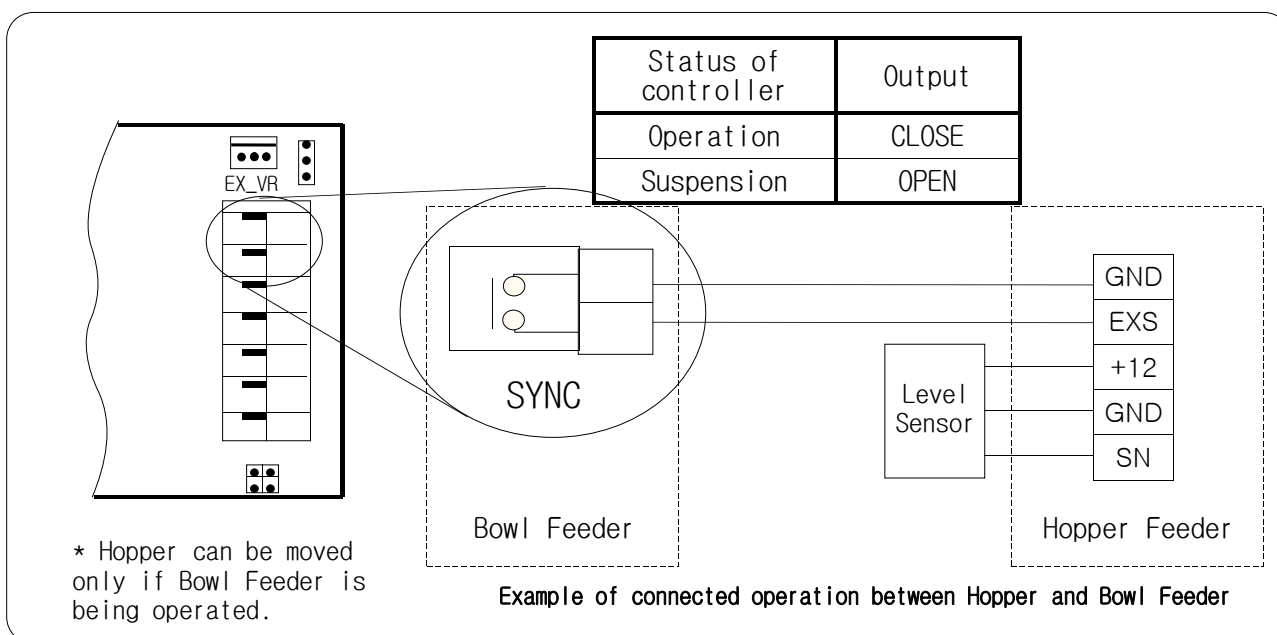 Status of
controller
Output
Operation
CLOSE
Suspension
OPEN
EX_VR
SYNC
Bowl Feeder
GND
EXS
+12
GND
SN
Level
Sensor
Hopper Feeder
* Hopper can be moved
only if Bowl Feeder is
being operated.
Example of connected operation between Hopper and Bowl Feeder